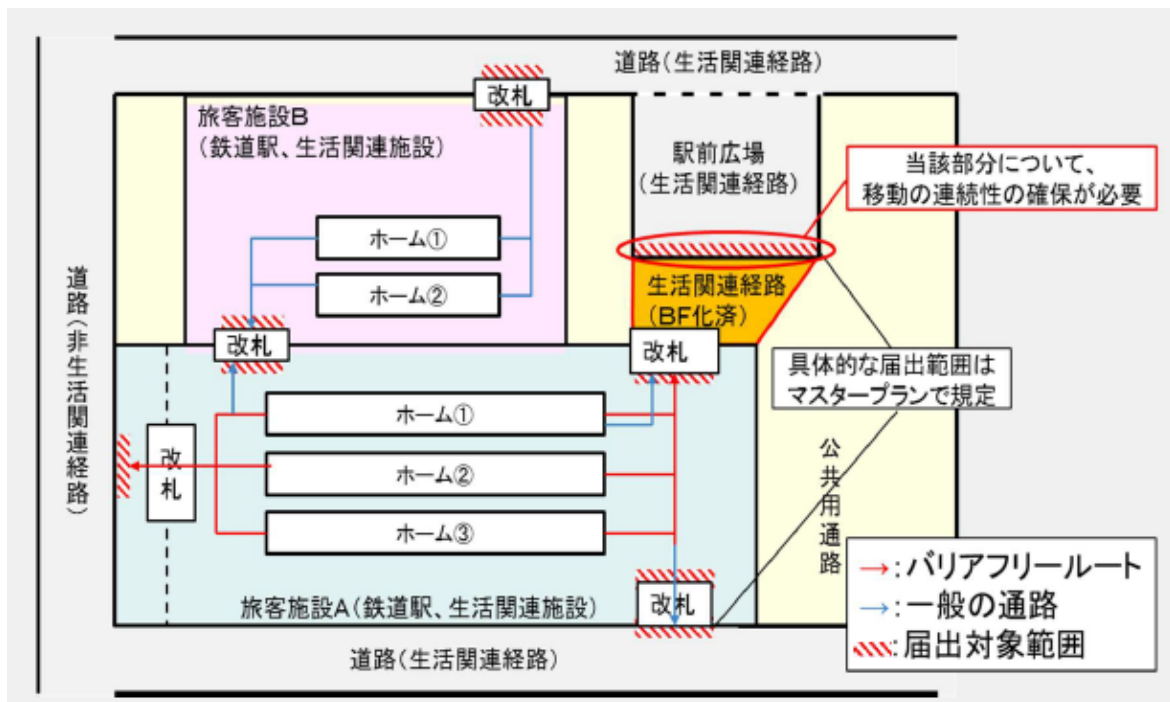 道路(生活関連経路)
改札
旅客施設B
(鉄道駅、生活関連施設)
駅前広場
(生活関連経路)
当該部分について、
移動の連続性の確保が必要
ホーム①
ホーム②
生活関連経路
(BF化済)
道路(非生活関連経路)
改札
改札
具体的な届出範囲は
マスタープランで規定
ホーム①
改札
ホーム②
ホーム③
公共用通路
旅客施設A(鉄道駅、生活関連施設)
改札
道路(生活関連経路)
→:バリアフリールート
→:一般の通路
:届出対象範囲